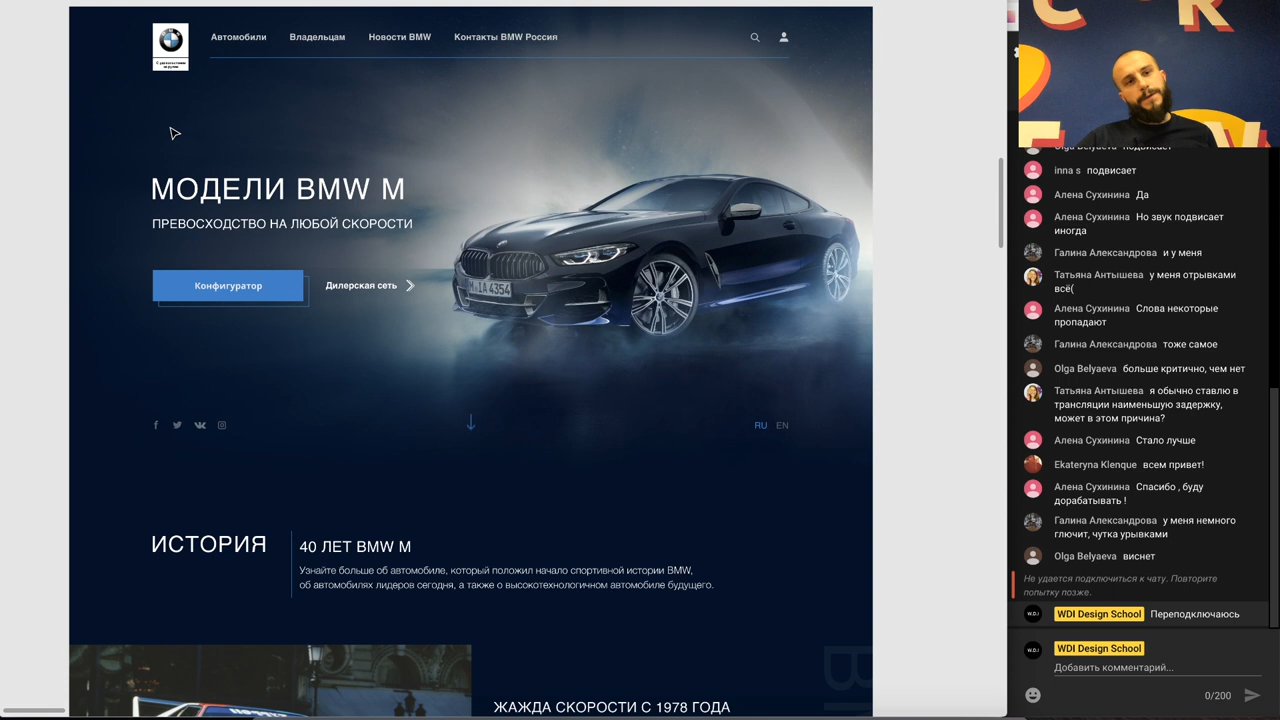 Автомобили
Владельцам
Новости BMW
Контакты BMW Россия
МОДЕЛИ BMW M
ПРЕВОСХОДСТВО НА ЛЮБОЙ СКОРОСТИ
Конфигуратор
Дилерская сеть
M·IA 4354
RU EN
ИСТОРИЯ
40 ЛЕТ BMW M
Узнайте больше об автомобиле, который положил начало спортивной истории BMW,
об автомобилях лидеров сегодня, а также о высокотехнологичном автомобиле будущего.
ЖАЖДА СКОРОСТИ С 1978 ГОДА
Olga Belyaeva подвисает
inna s подвисает
Алена Сухинина Да
Алена Сухинина Но звук подвисает
иногда
Галина Александрова и у меня
Татьяна Антышева у меня отрывками
всё(
Алена Сухинина Слова некоторые
пропадают
Галина Александрова тоже самое
Olga Belyaeva больше критично, чем нет
Татьяна Антышева я обычно ставлю в
трансляции наименьшую задержку,
может в этом причина?
Алена Сухинина Стало лучше
Ekateryna Klenque всем привет!
Алена Сухинина Спасибо , буду
дорабатывать !
Галина Александрова у меня немного
глючит, чутка урывками
Olga Belyaeva виснет
Не удается подключиться к чату. Повторите
попытку позже.
WDI Design School Переподключаюсь
WDI Design School
Добавить комментарий...
0/200